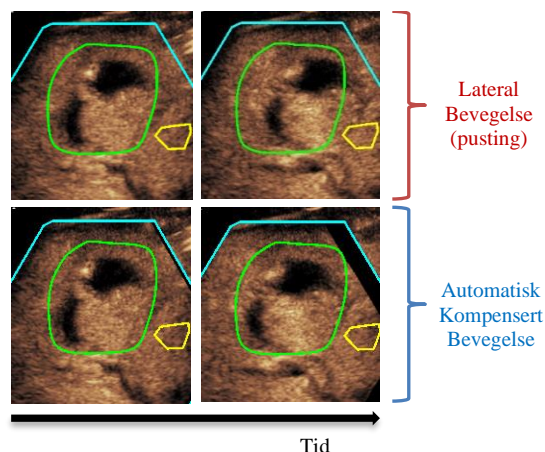 Lateral
Bevegelse
(pusting)
Automatisk
Kompensert
Bevegelse
Tid